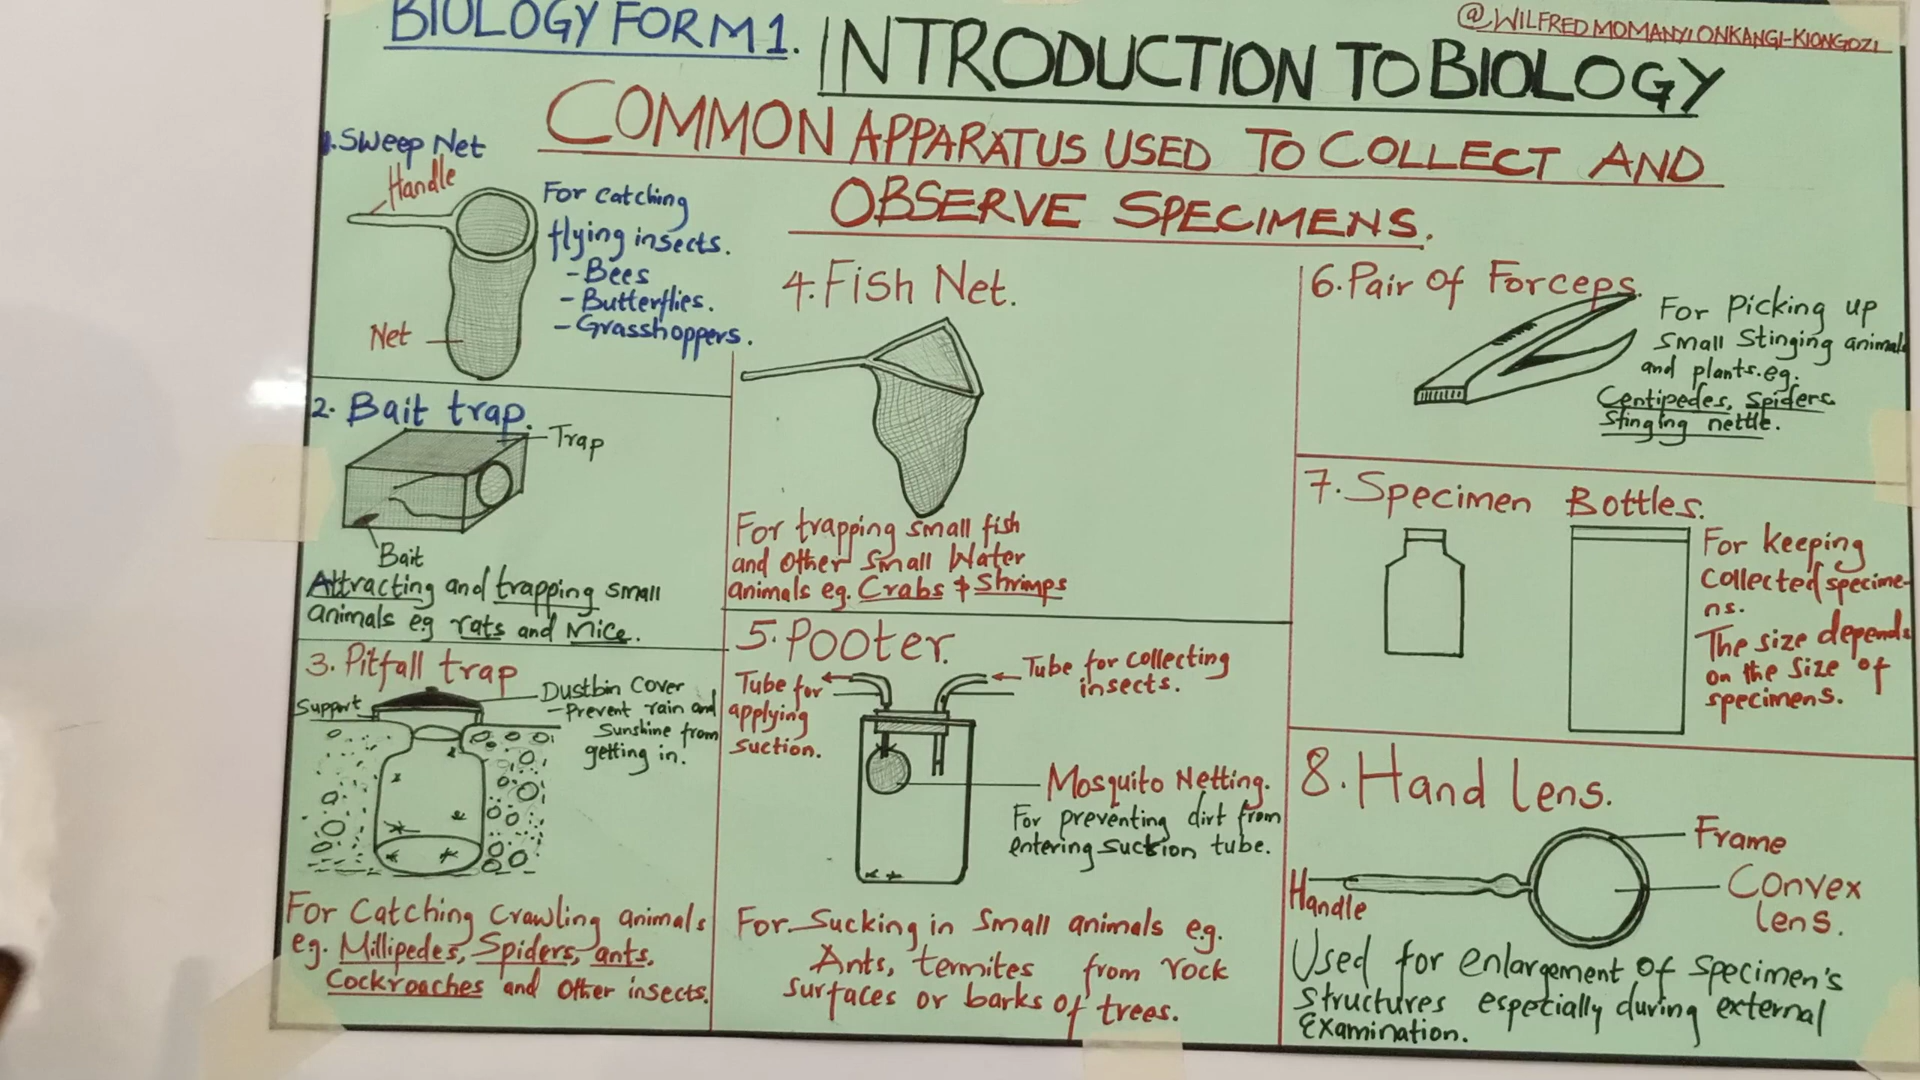 BIOLOGY FORM 1.
INTRODUCTION TO BIOLOGY
@WILFREDMOMANYIONKANGI-KIONGOZI
COMMON APPARATUS USED TO COLLECT AND
OBSERVE SPECIMENS.
1. Sweep Net
Handle
Net
For catching
flying insects.
- Bees
- Butterflies.
- Grasshoppers.
2. Bait trap.
Trap
Bait
Attracting and trapping small
animals eg rats and Mice.
3. Pitfall trap
Support
Dustbin Cover
- Prevent rain and
Sunshine from
getting in.
For Catching Crawling animals
eg. Millipedes, Spiders, ants,
Cockroaches and other insects.
4. Fish Net.
For trapping small fish
and other small Water
animals eg. Crabs & Shrimps
5. Pooter.
Tube for
applying
suction.
Tube for collecting
insects.
Mosquito Netting.
For preventing dirt from
entering suction tube.
For Sucking in Small animals eg.
Ants, termites from rock
surfaces or barks of trees.
6. Pair of Forceps.
For Picking up
Small Stinging animal
and plants. eg.
Centipedes, Spiders
Stinging nettle.
7. Specimen Bottles.
For keeping
Collected specime-
ns.
The size depends
on the size of
specimens.
8. Hand lens.
Handle
Frame
Convex
lens.
Used for enlargement of specimen's
structures especially during external
Examination.